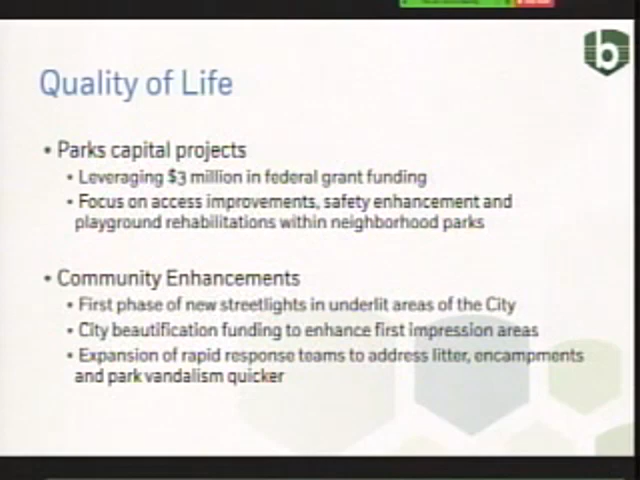 b
Quality of Life
• Parks capital projects
• Leveraging $3 million in federal grant funding
• Focus on access improvements, safety enhancement and
playground rehabilitations within neighborhood parks
• Community Enhancements
• First phase of new streetlights in underlit areas of the City
• City beautification funding to enhance first impression areas
• Expansion of rapid response teams to address litter, encampments
and park vandalism quicker